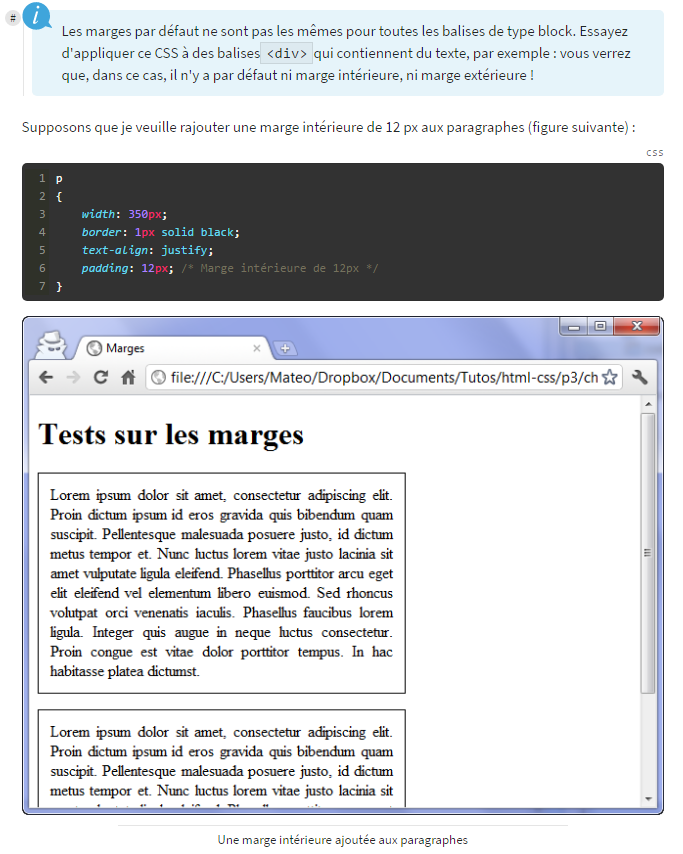 #
i
Les marges par défaut ne sont pas les mêmes pour toutes les balises de type block. Essayez
d'appliquer ce CSS à des balises <div> qui contiennent du texte, par exemple : vous verrez
que, dans ce cas, il n'y a par défaut ni marge intérieure, ni marge extérieure !
Supposons que je veuille rajouter une marge intérieure de 12 px aux paragraphes (figure suivante) :
css
1 p
2 {
3 width: 350px;
4 border: 1px solid black;
5 text-align: justify;
6 padding: 12px; /* Marge intérieure de 12px */
7 }
Marges
file:///C:/Users/Mateo/Dropbox/Documents/Tutos/html-css/p3/ch
Tests sur les marges
Lorem ipsum dolor sit amet, consectetur adipiscing elit.
Proin dictum ipsum id eros gravida quis bibendum quam
suscipit. Pellentesque malesuada posuere justo, id dictum
metus tempor et. Nunc luctus lorem vitae justo lacinia sit
amet vulputate ligula eleifend. Phasellus porttitor arcu eget
elit eleifend vel elementum libero euismod. Sed rhoncus
volutpat orci venenatis iaculis. Phasellus faucibus lorem
ligula. Integer quis augue in neque luctus consectetur.
Proin congue est vitae dolor porttitor tempus. In hac
habitasse platea dictumst.
Lorem ipsum dolor sit amet, consectetur adipiscing elit.
Proin dictum ipsum id eros gravida quis bibendum quam
suscipit. Pellentesque malesuada posuere justo, id dictum
metus tempor et. Nunc luctus lorem vitae justo lacinia sit
Une marge intérieure ajoutée aux paragraphes